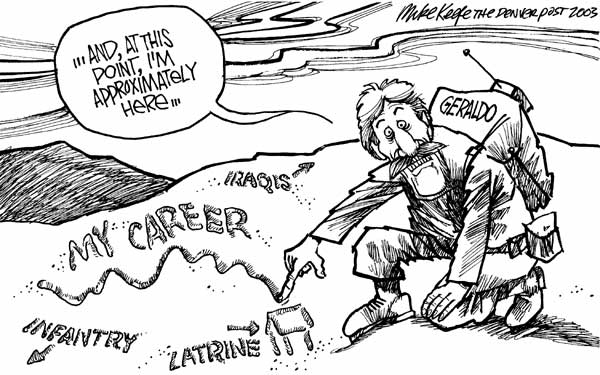 MIKE KEEFE THE DENVER POST 2003
...AND, AT THIS
POINT, I'M
APPROXIMATELY
HERE...
GERALDO
IRAQIS
MY CAREER
INFANTRY
LATRINE